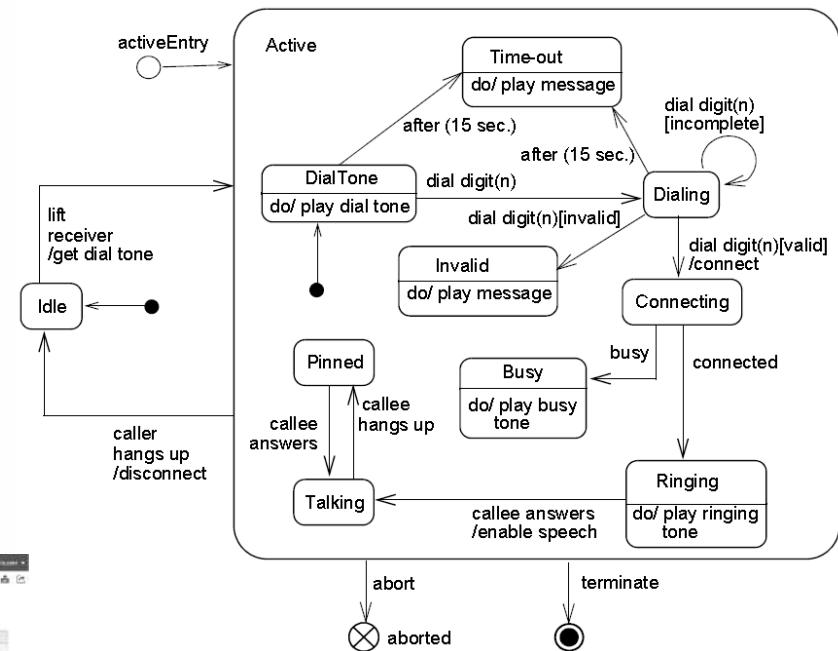 activeEntry
Active
Time-out
do/ play message
dial digit(n)
[incomplete]
after (15 sec.)
after (15 sec.)
DialTone
do/ play dial tone
dial digit(n)
Dialing
lift
receiver
/get dial tone
dial digit(n)[invalid]
dial digit(n)[valid]
/connect
Invalid
do/ play message
Idle
Connecting
Pinned
busy
connected
Busy
do/ play busy
tone
callee
answers
callee
hangs up
caller
hangs up
/disconnect
Talking
callee answers
/enable speech
Ringing
do/ play ringing
tone
abort
terminate
aborted